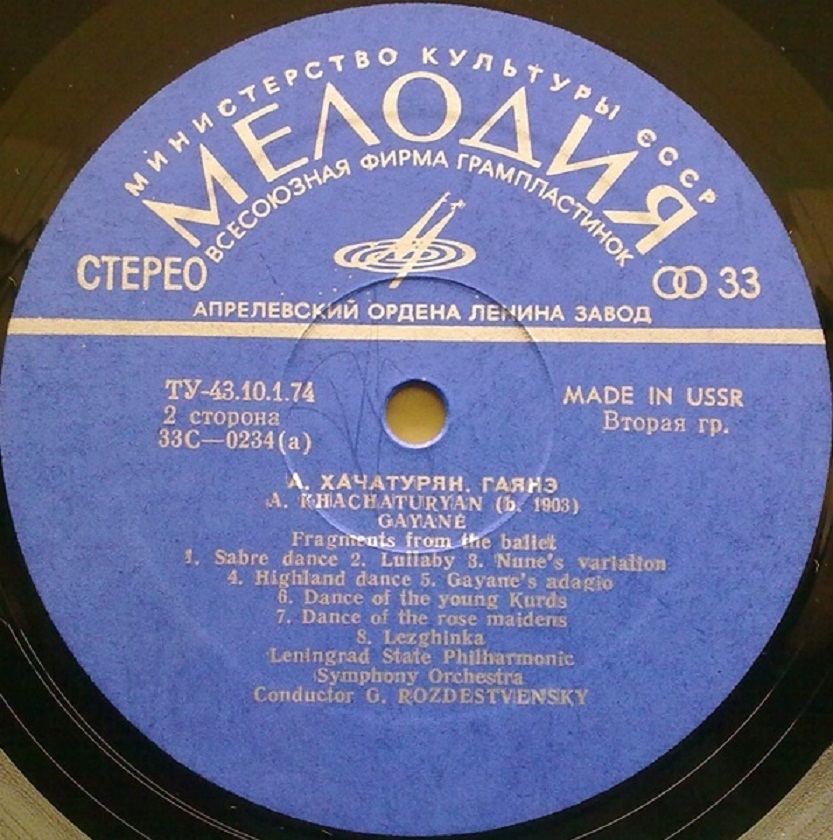 МИНИСТЕРСТВО КУЛЬТУРЫ СССР
МЕЛОДИЯ
ВСЕСОЮЗНАЯ ФИРМА ГРАМПЛАСТИНОК
СТЕРЕО
33
АПРЕЛЕВСКИЙ ОРДЕНА ЛЕНИНА ЗАВОД
ТУ-43.10.1.74
2 сторона
33С—0234(а)
MADE IN USSR
Вторая гр.
А. ХАЧАТУРЯН. ГАЯНЭ
A. KHACHATURYAN (b. 1903)
GAYANÉ
Fragments from the ballet
1. Sabre dance 2. Lullaby 3. Nune's variation
4. Highland dance 5. Gayane's adagio
6. Dance of the young Kurds
7. Dance of the rose maidens
8. Lezghinka
Leningrad State Philharmonic
Symphony Orchestra
Conductor G. ROZDESTVENSKY